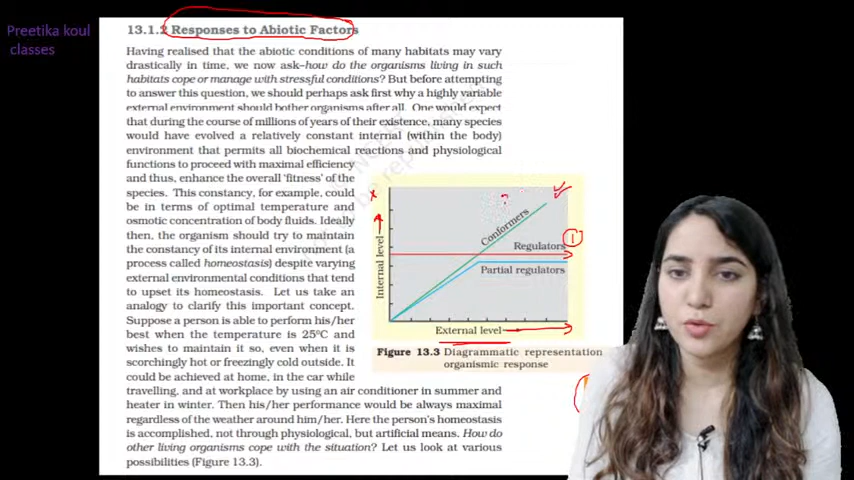 Preetika koul
classes
13.1.2 Responses to Abiotic Factors
Having realised that the abiotic conditions of many habitats may vary
drastically in time, we now ask–how do the organisms living in such
habitats cope or manage with stressful conditions? But before attempting
to answer this question, we should perhaps ask first why a highly variable
external environment should bother organisms after all. One would expect
that during the course of millions of years of their existence, many species
would have evolved a relatively constant internal (within the body)
environment that permits all biochemical reactions and physiological
functions to proceed with maximal efficiency
and thus, enhance the overall 'fitness' of the
species. This constancy, for example, could
be in terms of optimal temperature and
osmotic concentration of body fluids. Ideally
then, the organism should try to maintain
the constancy of its internal environment (a
process called homeostasis) despite varying
external environmental conditions that tend
to upset its homeostasis. Let us take an
analogy to clarify this important concept.
Suppose a person is able to perform his/her
best when the temperature is 25°C and
wishes to maintain it so, even when it is
scorchingly hot or freezingly cold outside. It
could be achieved at home, in the car while
travelling, and at workplace by using an air conditioner in summer and
heater in winter. Then his/her performance would be always maximal
regardless of the weather around him/her. Here the person's homeostasis
is accomplished, not through physiological, but artificial means. How do
other living organisms cope with the situation? Let us look at various
possibilities (Figure 13.3).
x
?
Conformers
Regulators
1
Partial regulators
Internal level
External level
Figure 13.3 Diagrammatic representation
organismic response